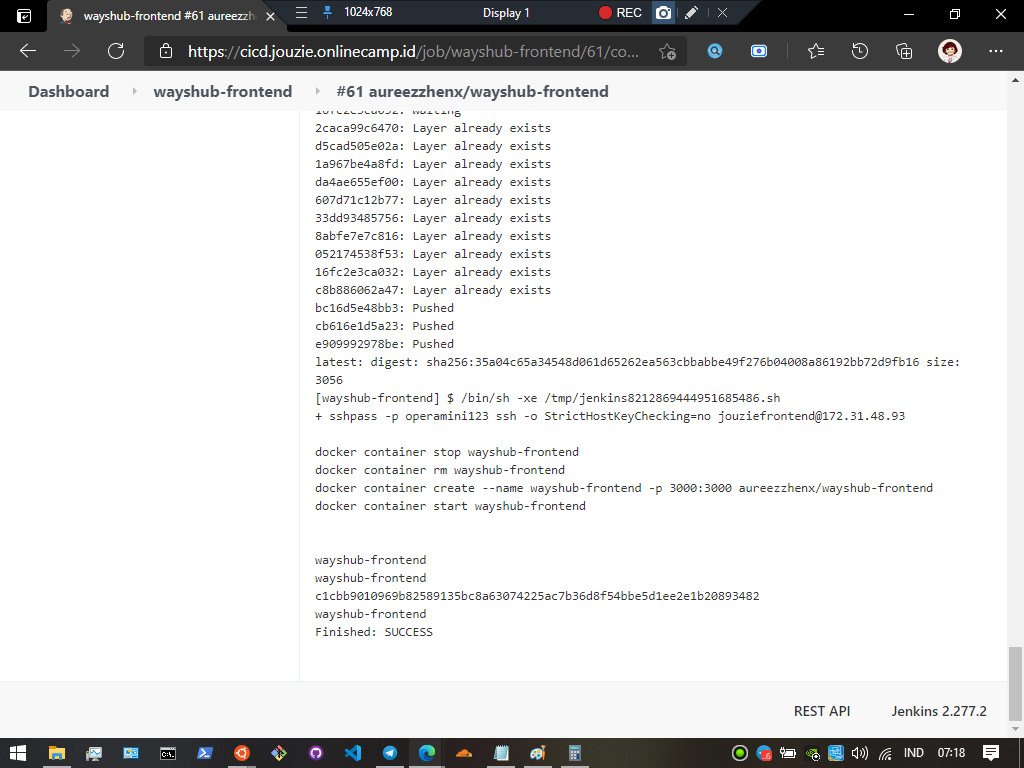 wayshub-frontend #61 aureezzhe
1024x768
Display 1
REC
https://cicd.jouzie.onlinecamp.id/job/wayshub-frontend/61/co...
Dashboard
wayshub-frontend
#61 aureezzhenx/wayshub-frontend
16fc2e3ca032: Waiting
2caca99c6470: Layer already exists
d5cad505e02a: Layer already exists
1a967be4a8fd: Layer already exists
da4ae655ef00: Layer already exists
607d71c12b77: Layer already exists
33dd93485756: Layer already exists
8abfe7e7c816: Layer already exists
052174538f53: Layer already exists
16fc2e3ca032: Layer already exists
c8b886062a47: Layer already exists
bc16d5e48bb3: Pushed
cb616e1d5a23: Pushed
e909992978be: Pushed
latest: digest: sha256:35a04c65a34548d061d65262ea563cbbabbe49f276b04008a86192bb72d9fb16 size:
3056
[wayshub-frontend] $ /bin/sh -xe /tmp/jenkins8212869444951685486.sh
+ sshpass -p operamini123 ssh -o StrictHostKeyChecking=no jouziefrontend@172.31.48.93
docker container stop wayshub-frontend
docker container rm wayshub-frontend
docker container create --name wayshub-frontend -p 3000:3000 aureezzhenx/wayshub-frontend
docker container start wayshub-frontend
wayshub-frontend
wayshub-frontend
c1cbb9010969b82589135bc8a63074225ac7b36d8f54bbe5d1ee2e1b20893482
wayshub-frontend
Finished: SUCCESS
REST API
Jenkins 2.277.2
IND
07:18